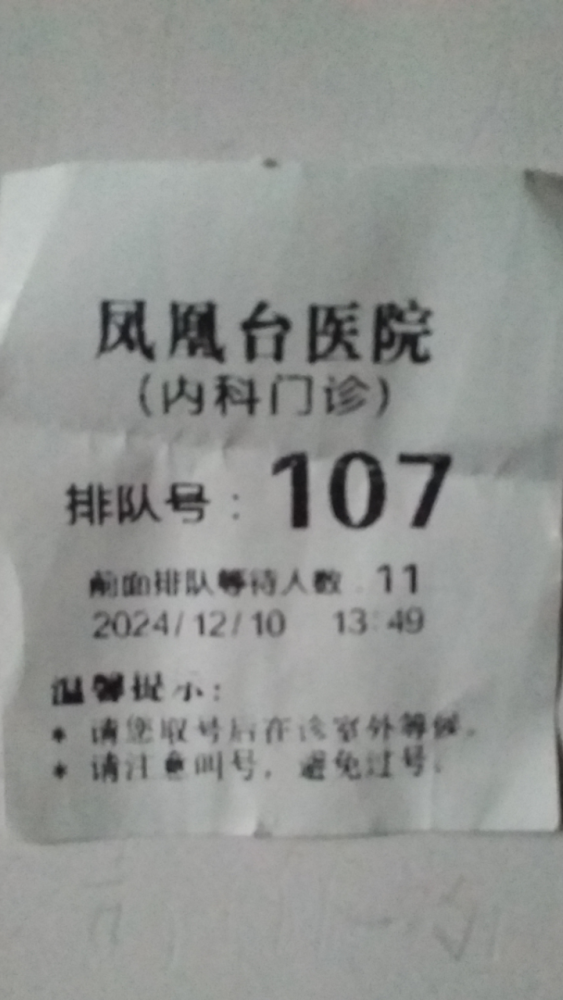 凤凰台医院
(内科门诊)
排队号：107
前面排队等待人数：11
2024/12/10 13:49
温馨提示：
* 请您取号后在诊室外等候。
* 请注意叫号，避免过号。